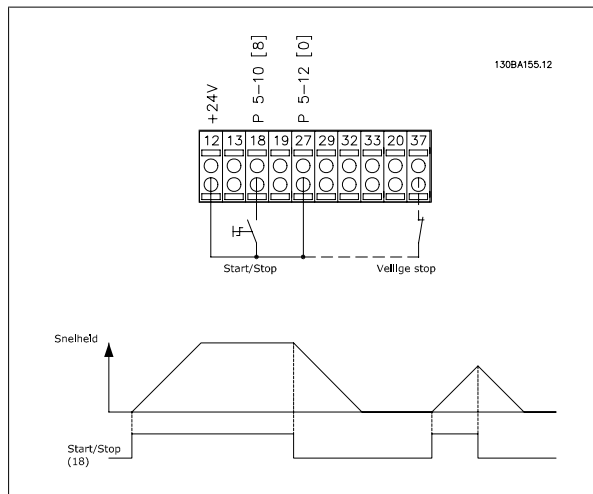 130BA155.12
+24V
P 5-10 [8]
P 5-12 [0]
12 13 18 19 27 29 32 33 20 37
Start/Stop
Veilige stop
Snelheid
Start/Stop
(18)